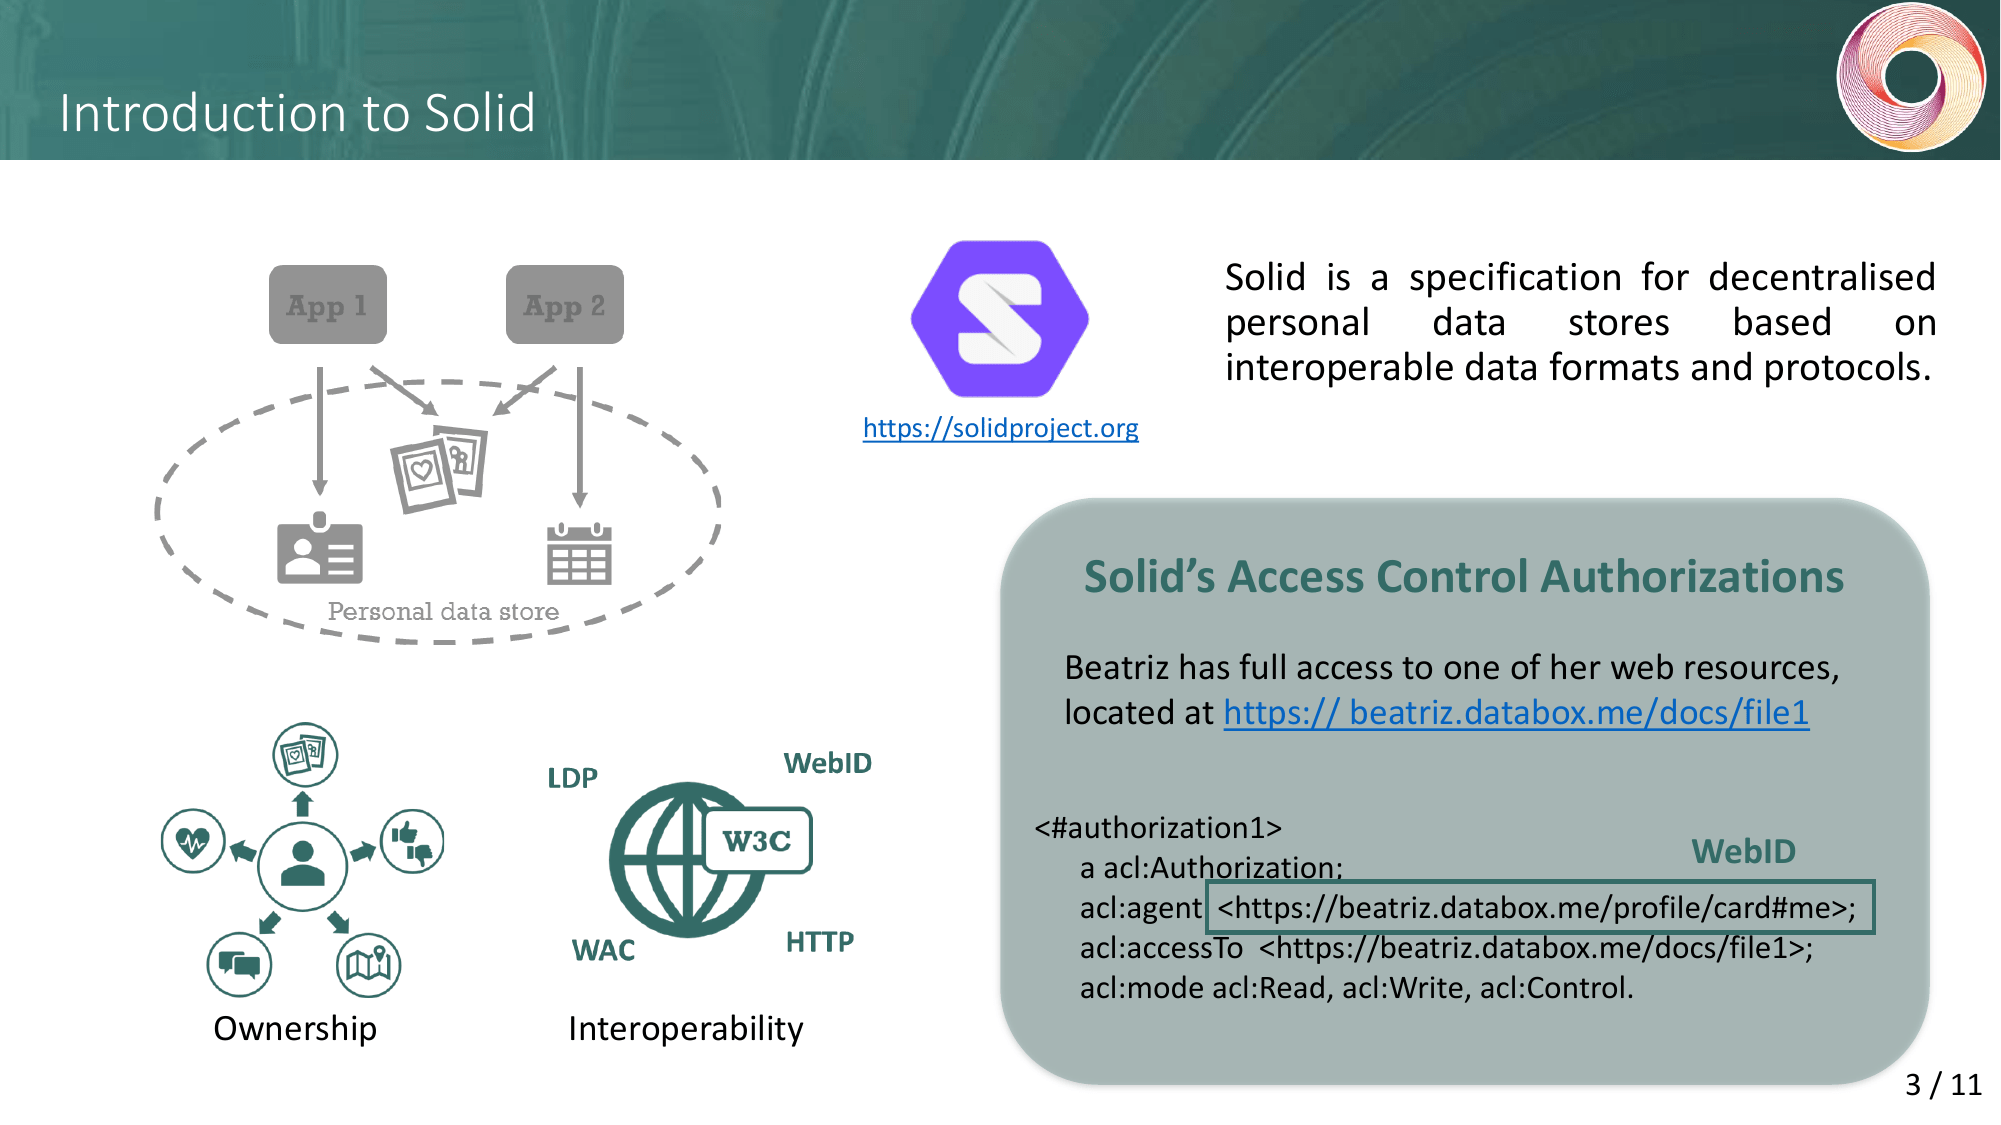 Introduction to Solid
App 1
App 2
Personal data store
https://solidproject.org
Solid is a specification for decentralised
personal data stores based on
interoperable data formats and protocols.
Ownership
LDP
WebID
W3C
WAC
HTTP
Interoperability
Solid’s Access Control Authorizations
Beatriz has full access to one of her web resources,
located at https:// beatriz.databox.me/docs/file1
<#authorization1>
a acl:Authorization;
WebID
acl:agent <https://beatriz.databox.me/profile/card#me>;
acl:accessTo <https://beatriz.databox.me/docs/file1>;
acl:mode acl:Read, acl:Write, acl:Control.
3 / 11